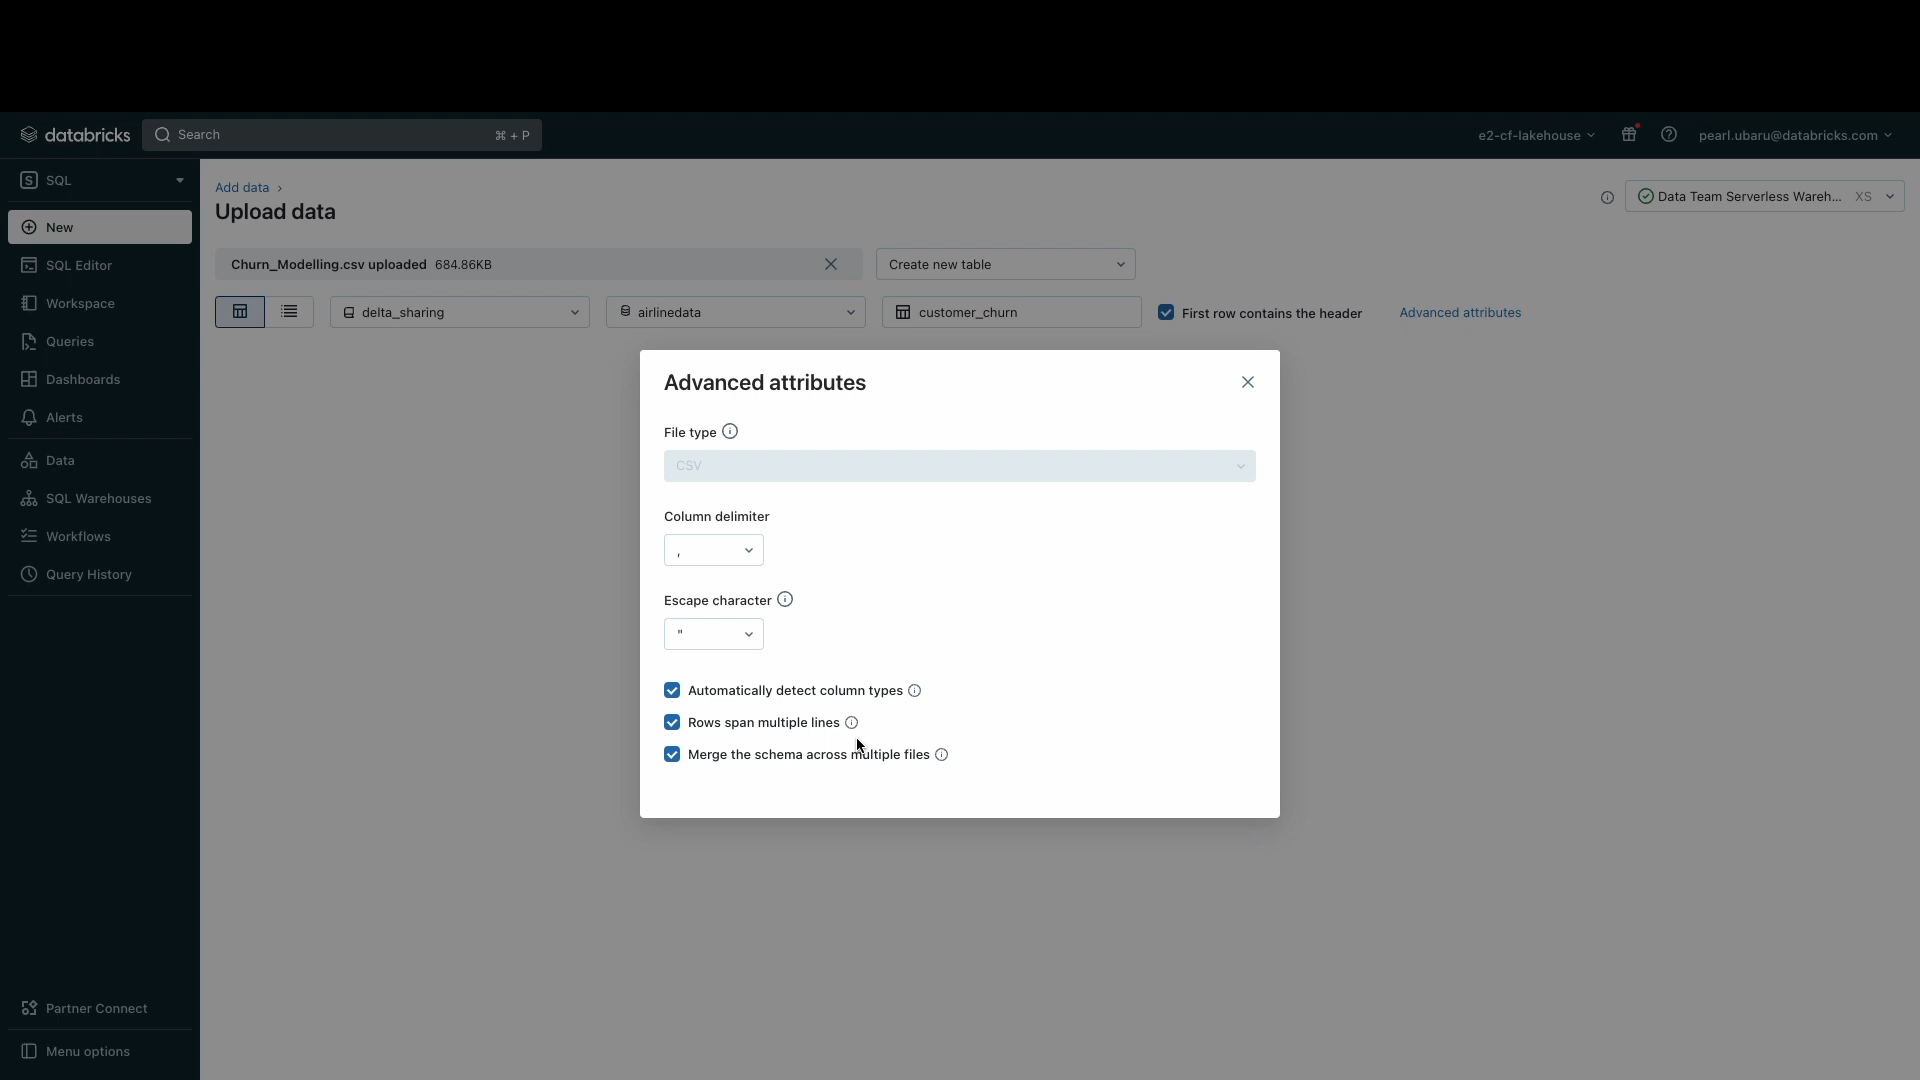 databricks
Search
⌘ + P
e2-cf-lakehouse
pearl.ubaru@databricks.com
S SQL
New
SQL Editor
Workspace
Queries
Dashboards
Alerts
Data
SQL Warehouses
Workflows
Query History
Partner Connect
Menu options
Add data ›
Upload data
Data Team Serverless Wareh... XS
Churn_Modelling.csv uploaded 684.86KB
Create new table
delta_sharing
airlinedata
customer_churn
First row contains the header
Advanced attributes
Advanced attributes
File type
CSV
Column delimiter
,
Escape character
"
Automatically detect column types
Rows span multiple lines
Merge the schema across multiple files